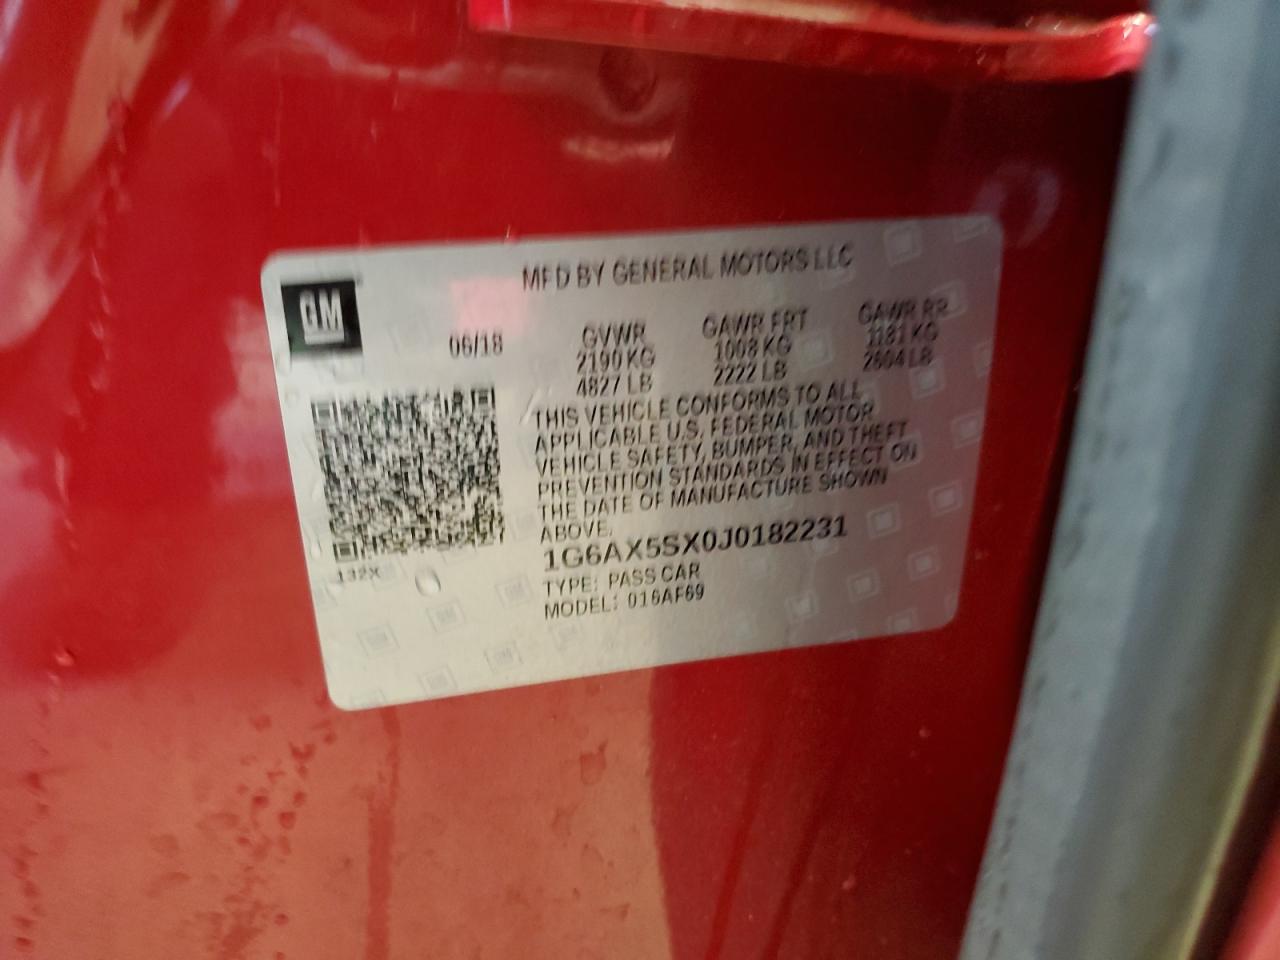 MFD BY GENERAL MOTORS LLC
GM
06/18
GVWR GAWR FRT GAWR RR
2190 KG 1008 KG 1181 KG
4827 LB 2222 LB 2604 LB
THIS VEHICLE CONFORMS TO ALL
APPLICABLE U.S. FEDERAL MOTOR
VEHICLE SAFETY, BUMPER, AND THEFT
PREVENTION STANDARDS IN EFFECT ON
THE DATE OF MANUFACTURE SHOWN
ABOVE.
1G6AX5SX0J0182231
132X
TYPE: PASS CAR
MODEL: 016AF69